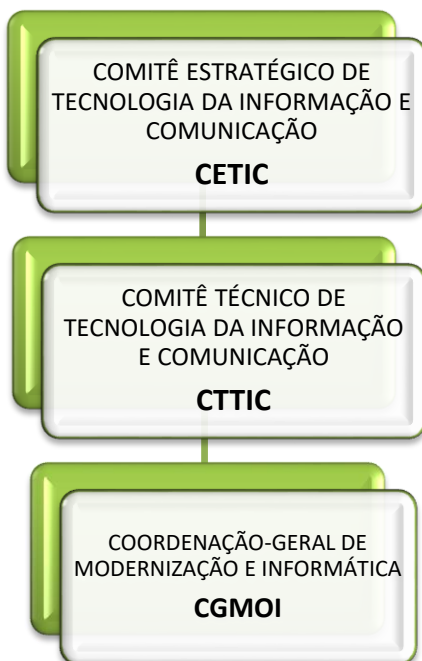 COMITÊ ESTRATÉGICO DE
TECNOLOGIA DA INFORMAÇÃO E
COMUNICAÇÃO
CETIC
COMITÊ TÉCNICO DE
TECNOLOGIA DA INFORMAÇÃO
E COMUNICAÇÃO
CTTIC
COORDENAÇÃO-GERAL DE
MODERNIZAÇÃO E INFORMÁTICA
CGMOI